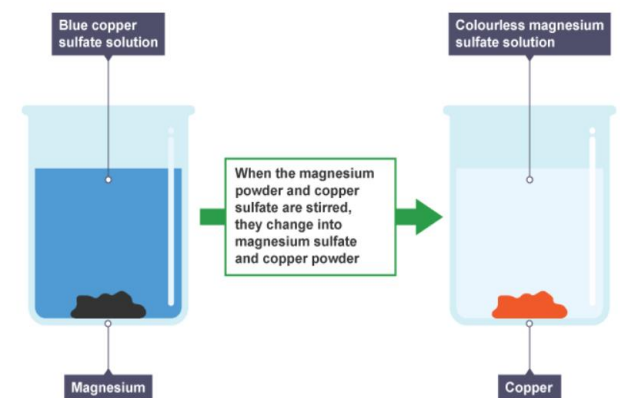 Blue copper
sulfate solution
Colourless magnesium
sulfate solution
When the magnesium
powder and copper
sulfate are stirred,
they change into
magnesium sulfate
and copper powder
Magnesium
Copper